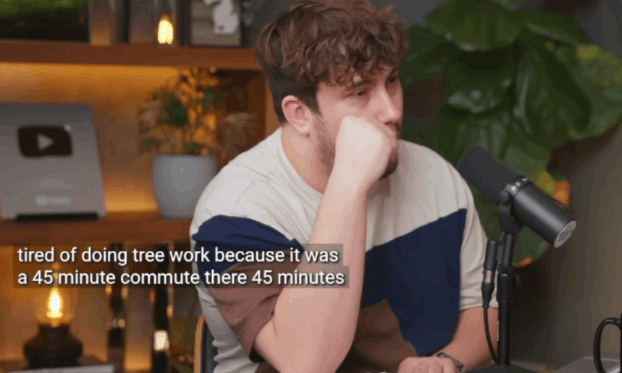 tired of doing tree work because it was
a 45 minute commute there 45 minutes